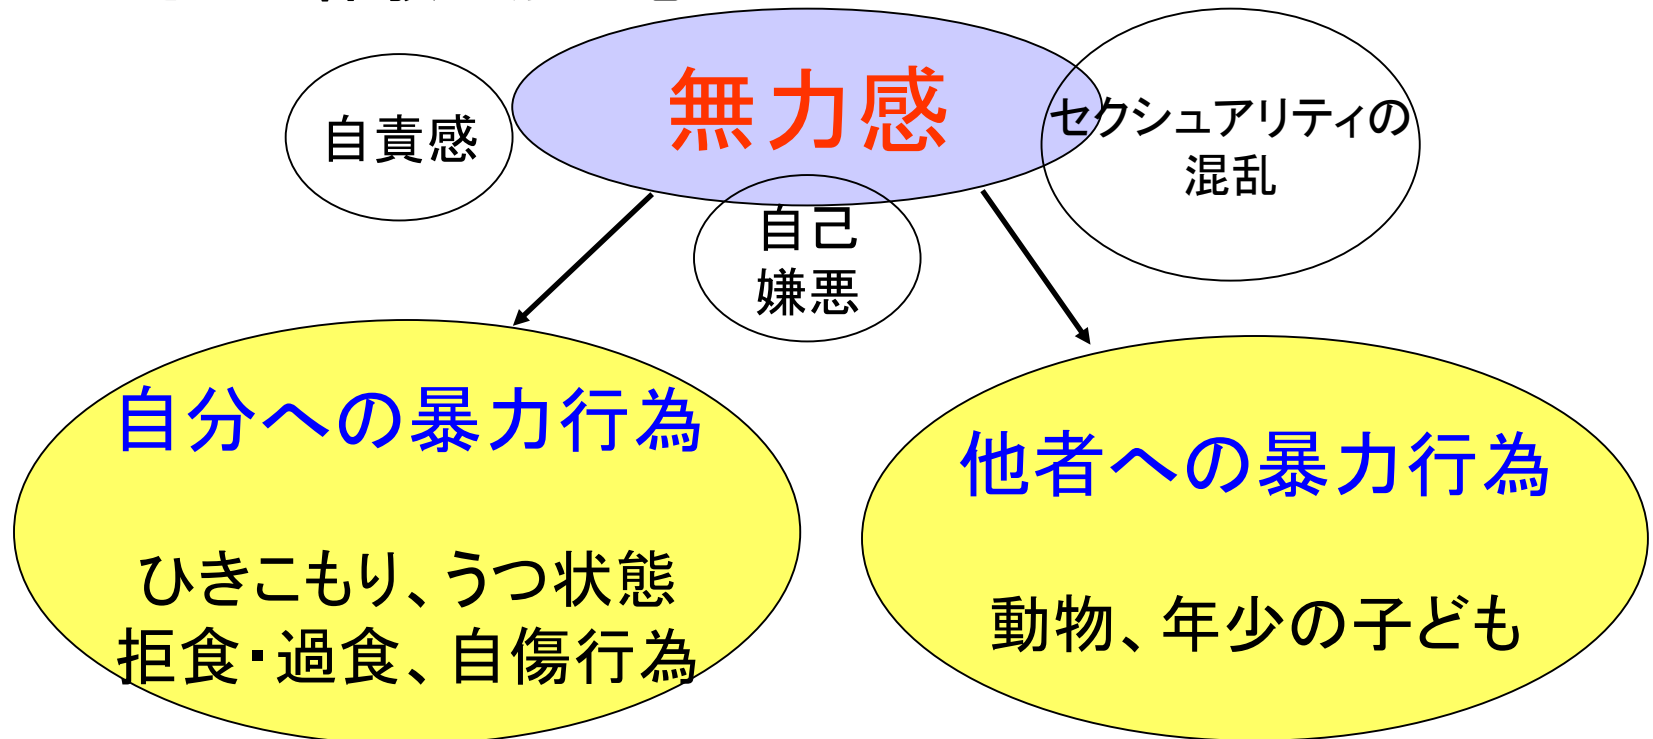 無力感
自責感
セクシュアリティの
混乱
自己
嫌悪
自分への暴力行為
ひきこもり、うつ状態
拒食・過食、自傷行為
他者への暴力行為
動物、年少の子ども